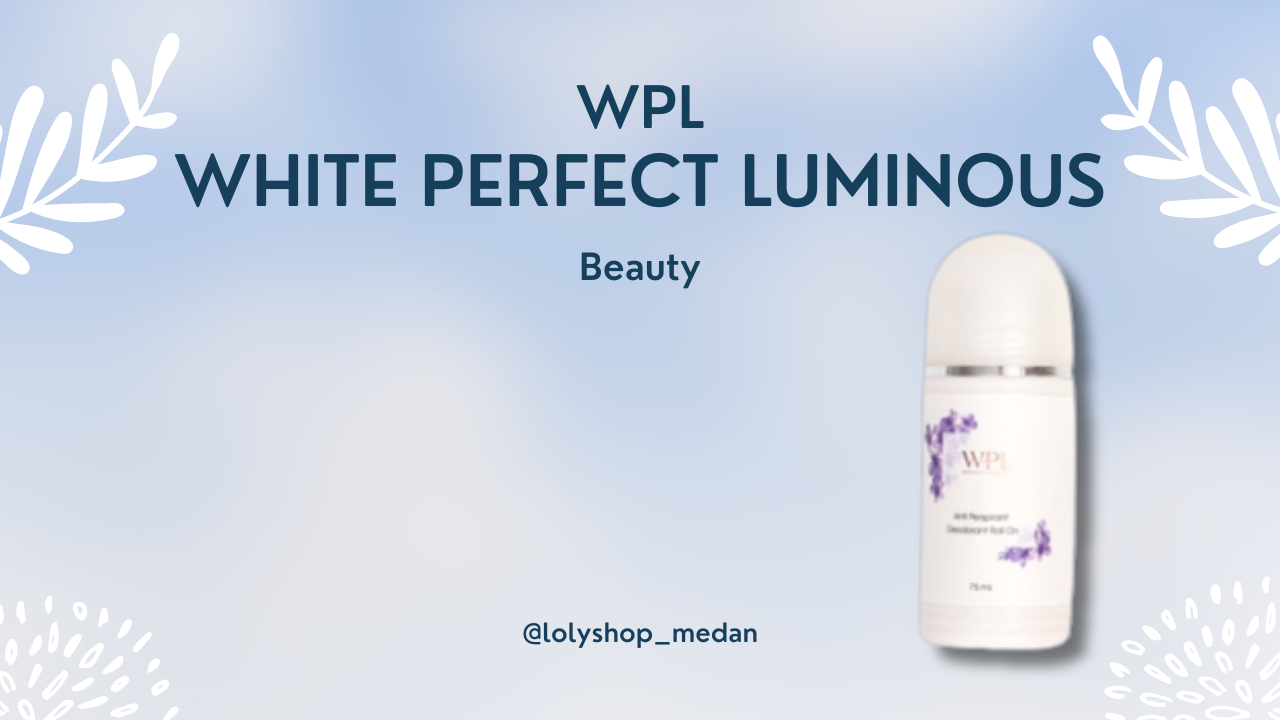 WPL
WHITE PERFECT LUMINOUS
Beauty
WPL
Anti Perspirant
Deodorant Roll On
75 ml
@lolyshop_medan